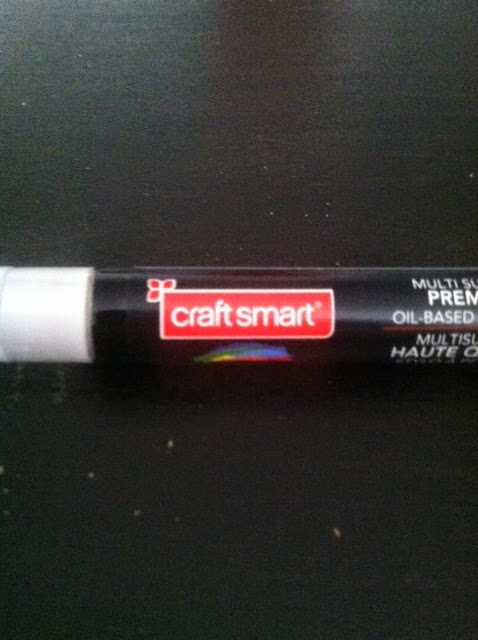 craft smart®
MULTI SU
PREM
OIL-BASED
MULTISU
HAUTE Q